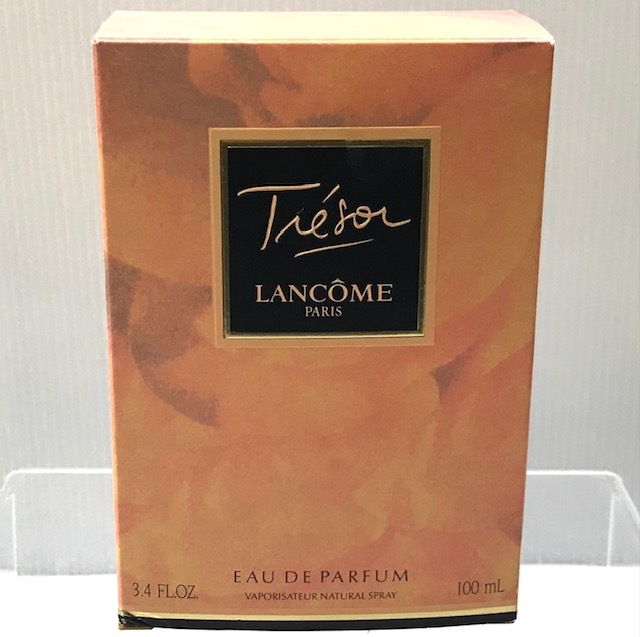 Trésor
LANCÔME
PARIS
EAU DE PARFUM
3.4 FL.OZ.
VAPORISATEUR NATURAL SPRAY
100 mL